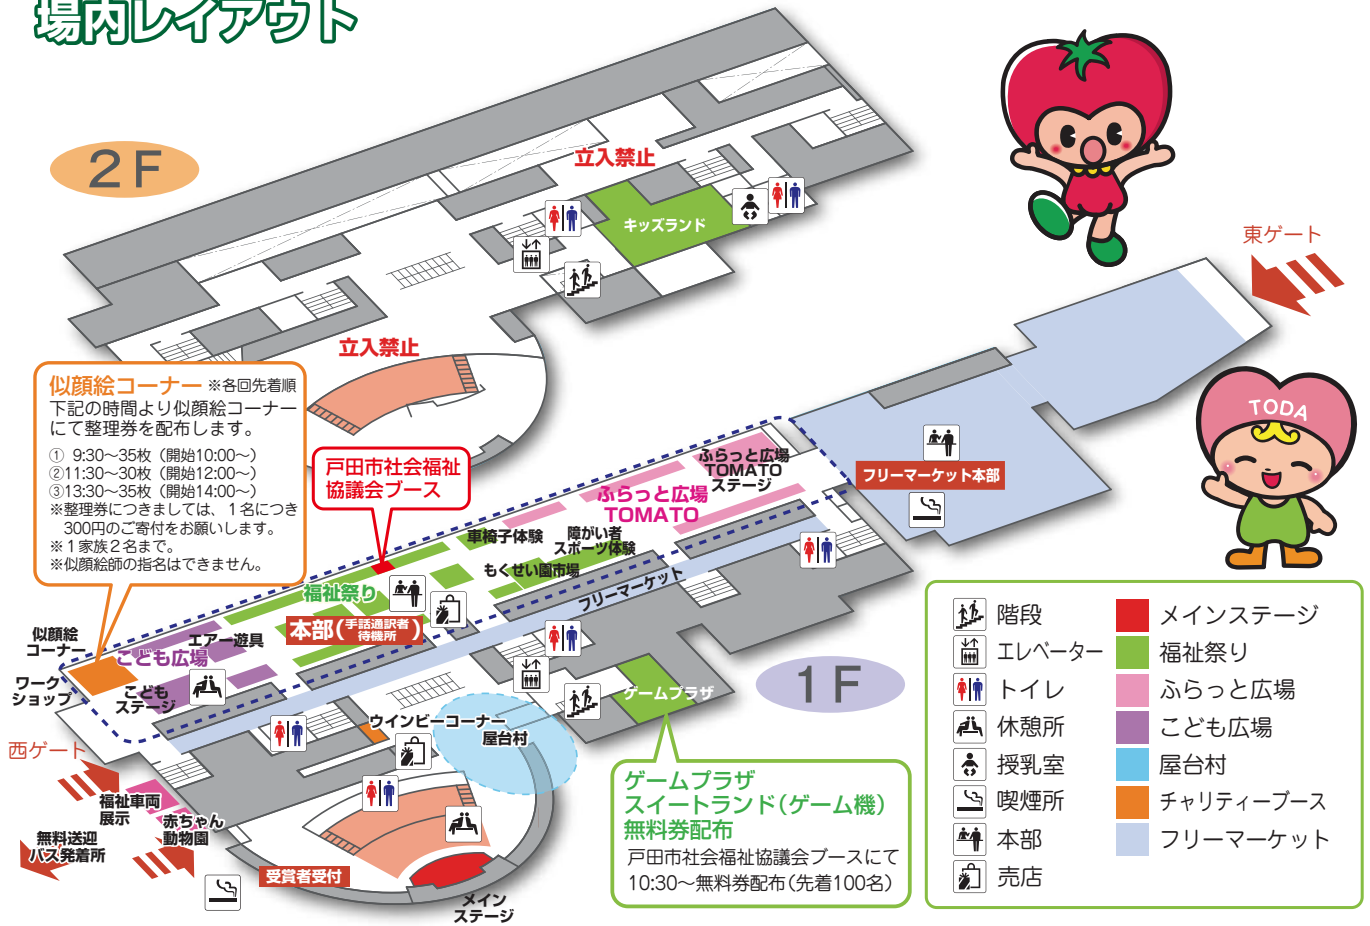 場内レイアウト
2F
立入禁止
キッズランド
立入禁止
東ゲート
似顔絵コーナー ※各回先着順
下記の時間より似顔絵コーナー
にて整理券を配布します。
① 9:30〜35枚（開始10:00〜）
②11:30〜30枚（開始12:00〜）
③13:30〜35枚（開始14:00〜）
※整理券につきましては、1名につき
300円のご寄付をお願いします。
※1家族2名まで。
※似顔絵師の指名はできません。
戸田市社会福祉
協議会ブース
TODA
ふらっと広場
TOMATO
ステージ
ふらっと広場
TOMATO
フリーマーケット本部
車椅子体験
障がい者
スポーツ体験
もくせい園市場
フリーマーケット
福祉祭り
本部（手話通訳者
待機所）
似顔絵
コーナー
エアー遊具
こども広場
ワーク
ショップ
こども
ステージ
1F
ゲームプラザ
ウインビーコーナー
屋台村
西ゲート
福祉車両
展示
赤ちゃん
動物園
無料送迎
バス発着所
受賞者受付
メイン
ステージ
ゲームプラザ
スイートランド（ゲーム機）
無料券配布
戸田市社会福祉協議会ブースにて
10:30〜無料券配布（先着100名）
階段
エレベーター
トイレ
休憩所
授乳室
喫煙所
本部
売店
メインステージ
福祉祭り
ふらっと広場
こども広場
屋台村
チャリティーブース
フリーマーケット